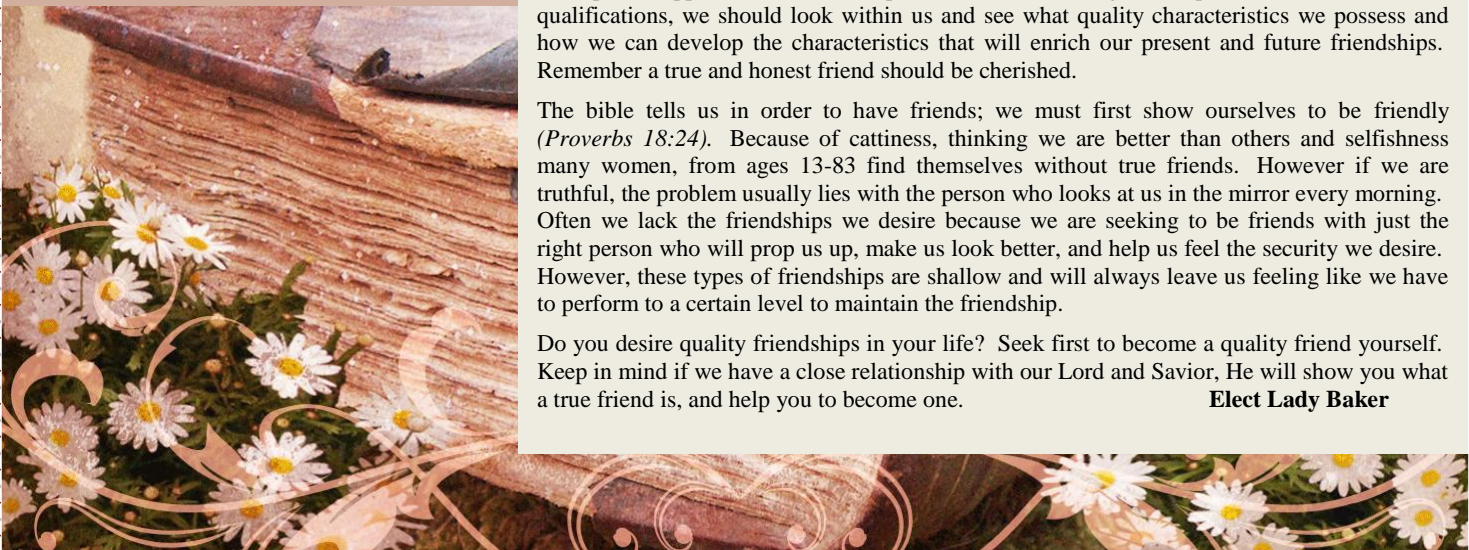 qualifications, we should look within us and see what quality characteristics we possess and
how we can develop the characteristics that will enrich our present and future friendships.
Remember a true and honest friend should be cherished.
The bible tells us in order to have friends; we must first show ourselves to be friendly
(Proverbs 18:24). Because of cattiness, thinking we are better than others and selfishness
many women, from ages 13-83 find themselves without true friends. However if we are
truthful, the problem usually lies with the person who looks at us in the mirror every morning.
Often we lack the friendships we desire because we are seeking to be friends with just the
right person who will prop us up, make us look better, and help us feel the security we desire.
However, these types of friendships are shallow and will always leave us feeling like we have
to perform to a certain level to maintain the friendship.
Do you desire quality friendships in your life? Seek first to become a quality friend yourself.
Keep in mind if we have a close relationship with our Lord and Savior, He will show you what
a true friend is, and help you to become one. Elect Lady Baker